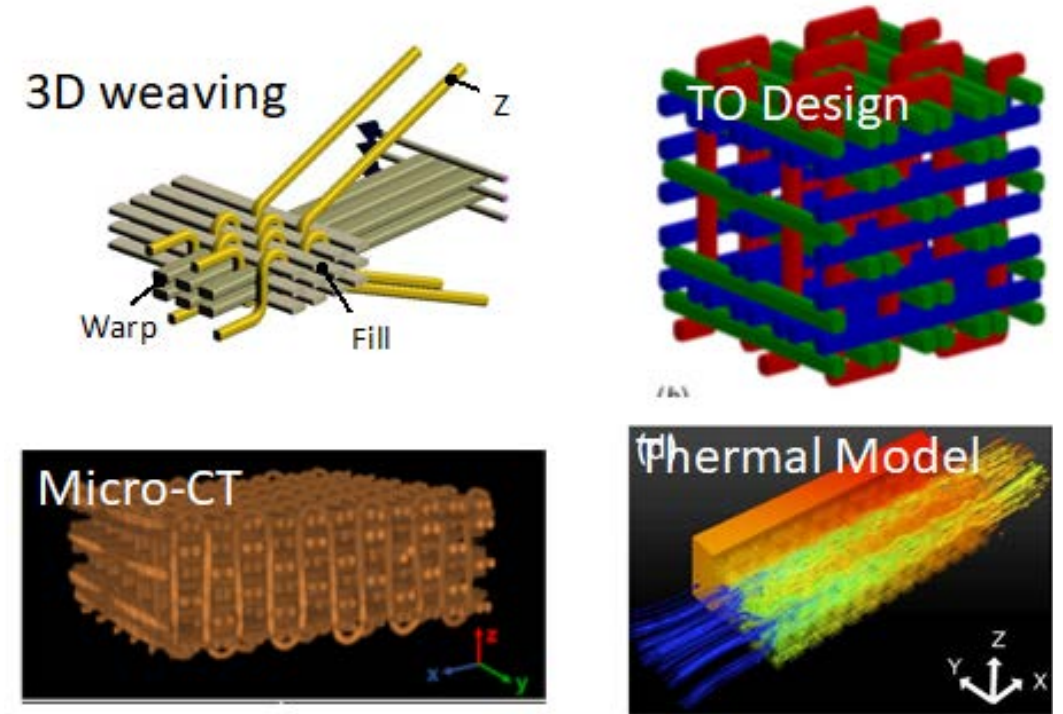 3D weaving
Z
Warp
Fill
TO Design
Micro-CT
z
x
y
(d)
Thermal Model
Z
Y
X